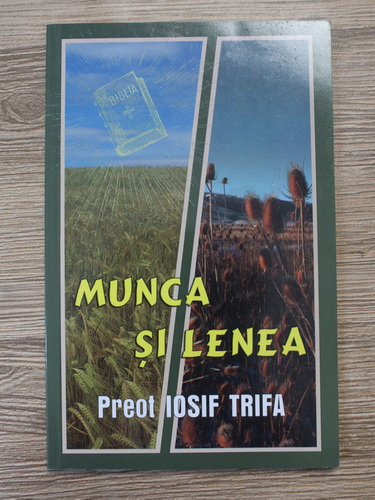 BIBLIA
MUNCA
ȘI LENEA
Preot IOSIF TRIFA